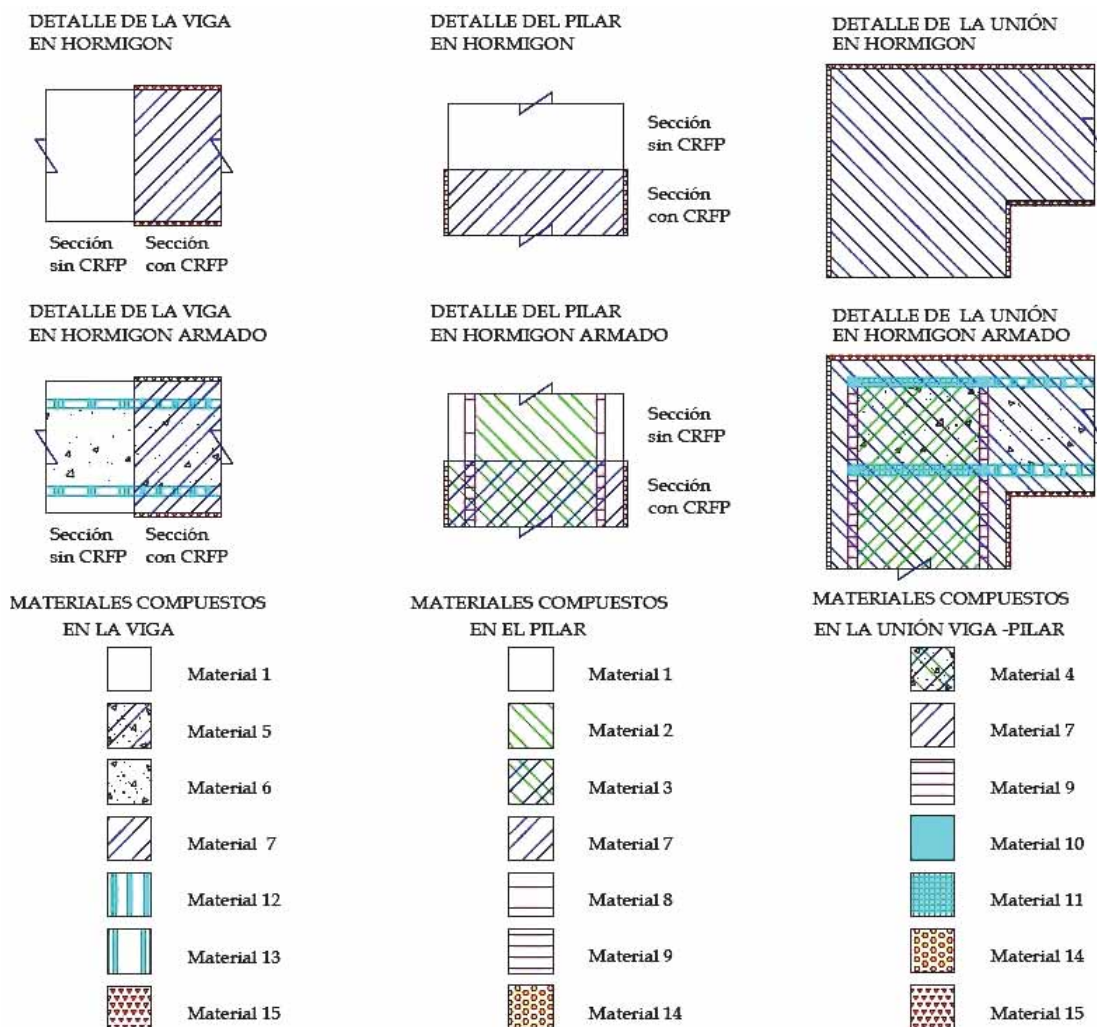 DETALLE DE LA VIGA
EN HORMIGON
DETALLE DEL PILAR
EN HORMIGON
DETALLE DE LA UNIÓN
EN HORMIGON
Sección
sin CRFP
Sección
con CRFP
Sección
sin CRFP
Sección
con CRFP
DETALLE DE LA VIGA
EN HORMIGON ARMADO
DETALLE DEL PILAR
EN HORMIGON ARMADO
DETALLE DE LA UNIÓN
EN HORMIGON ARMADO
Sección
sin CRFP
Sección
con CRFP
Sección
sin CRFP
Sección
con CRFP
MATERIALES COMPUESTOS
EN LA VIGA
Material 1
Material 5
Material 6
Material 7
Material 12
Material 13
Material 15
MATERIALES COMPUESTOS
EN EL PILAR
Material 1
Material 2
Material 3
Material 7
Material 8
Material 9
Material 14
MATERIALES COMPUESTOS
EN LA UNIÓN VIGA -PILAR
Material 4
Material 7
Material 9
Material 10
Material 11
Material 14
Material 15